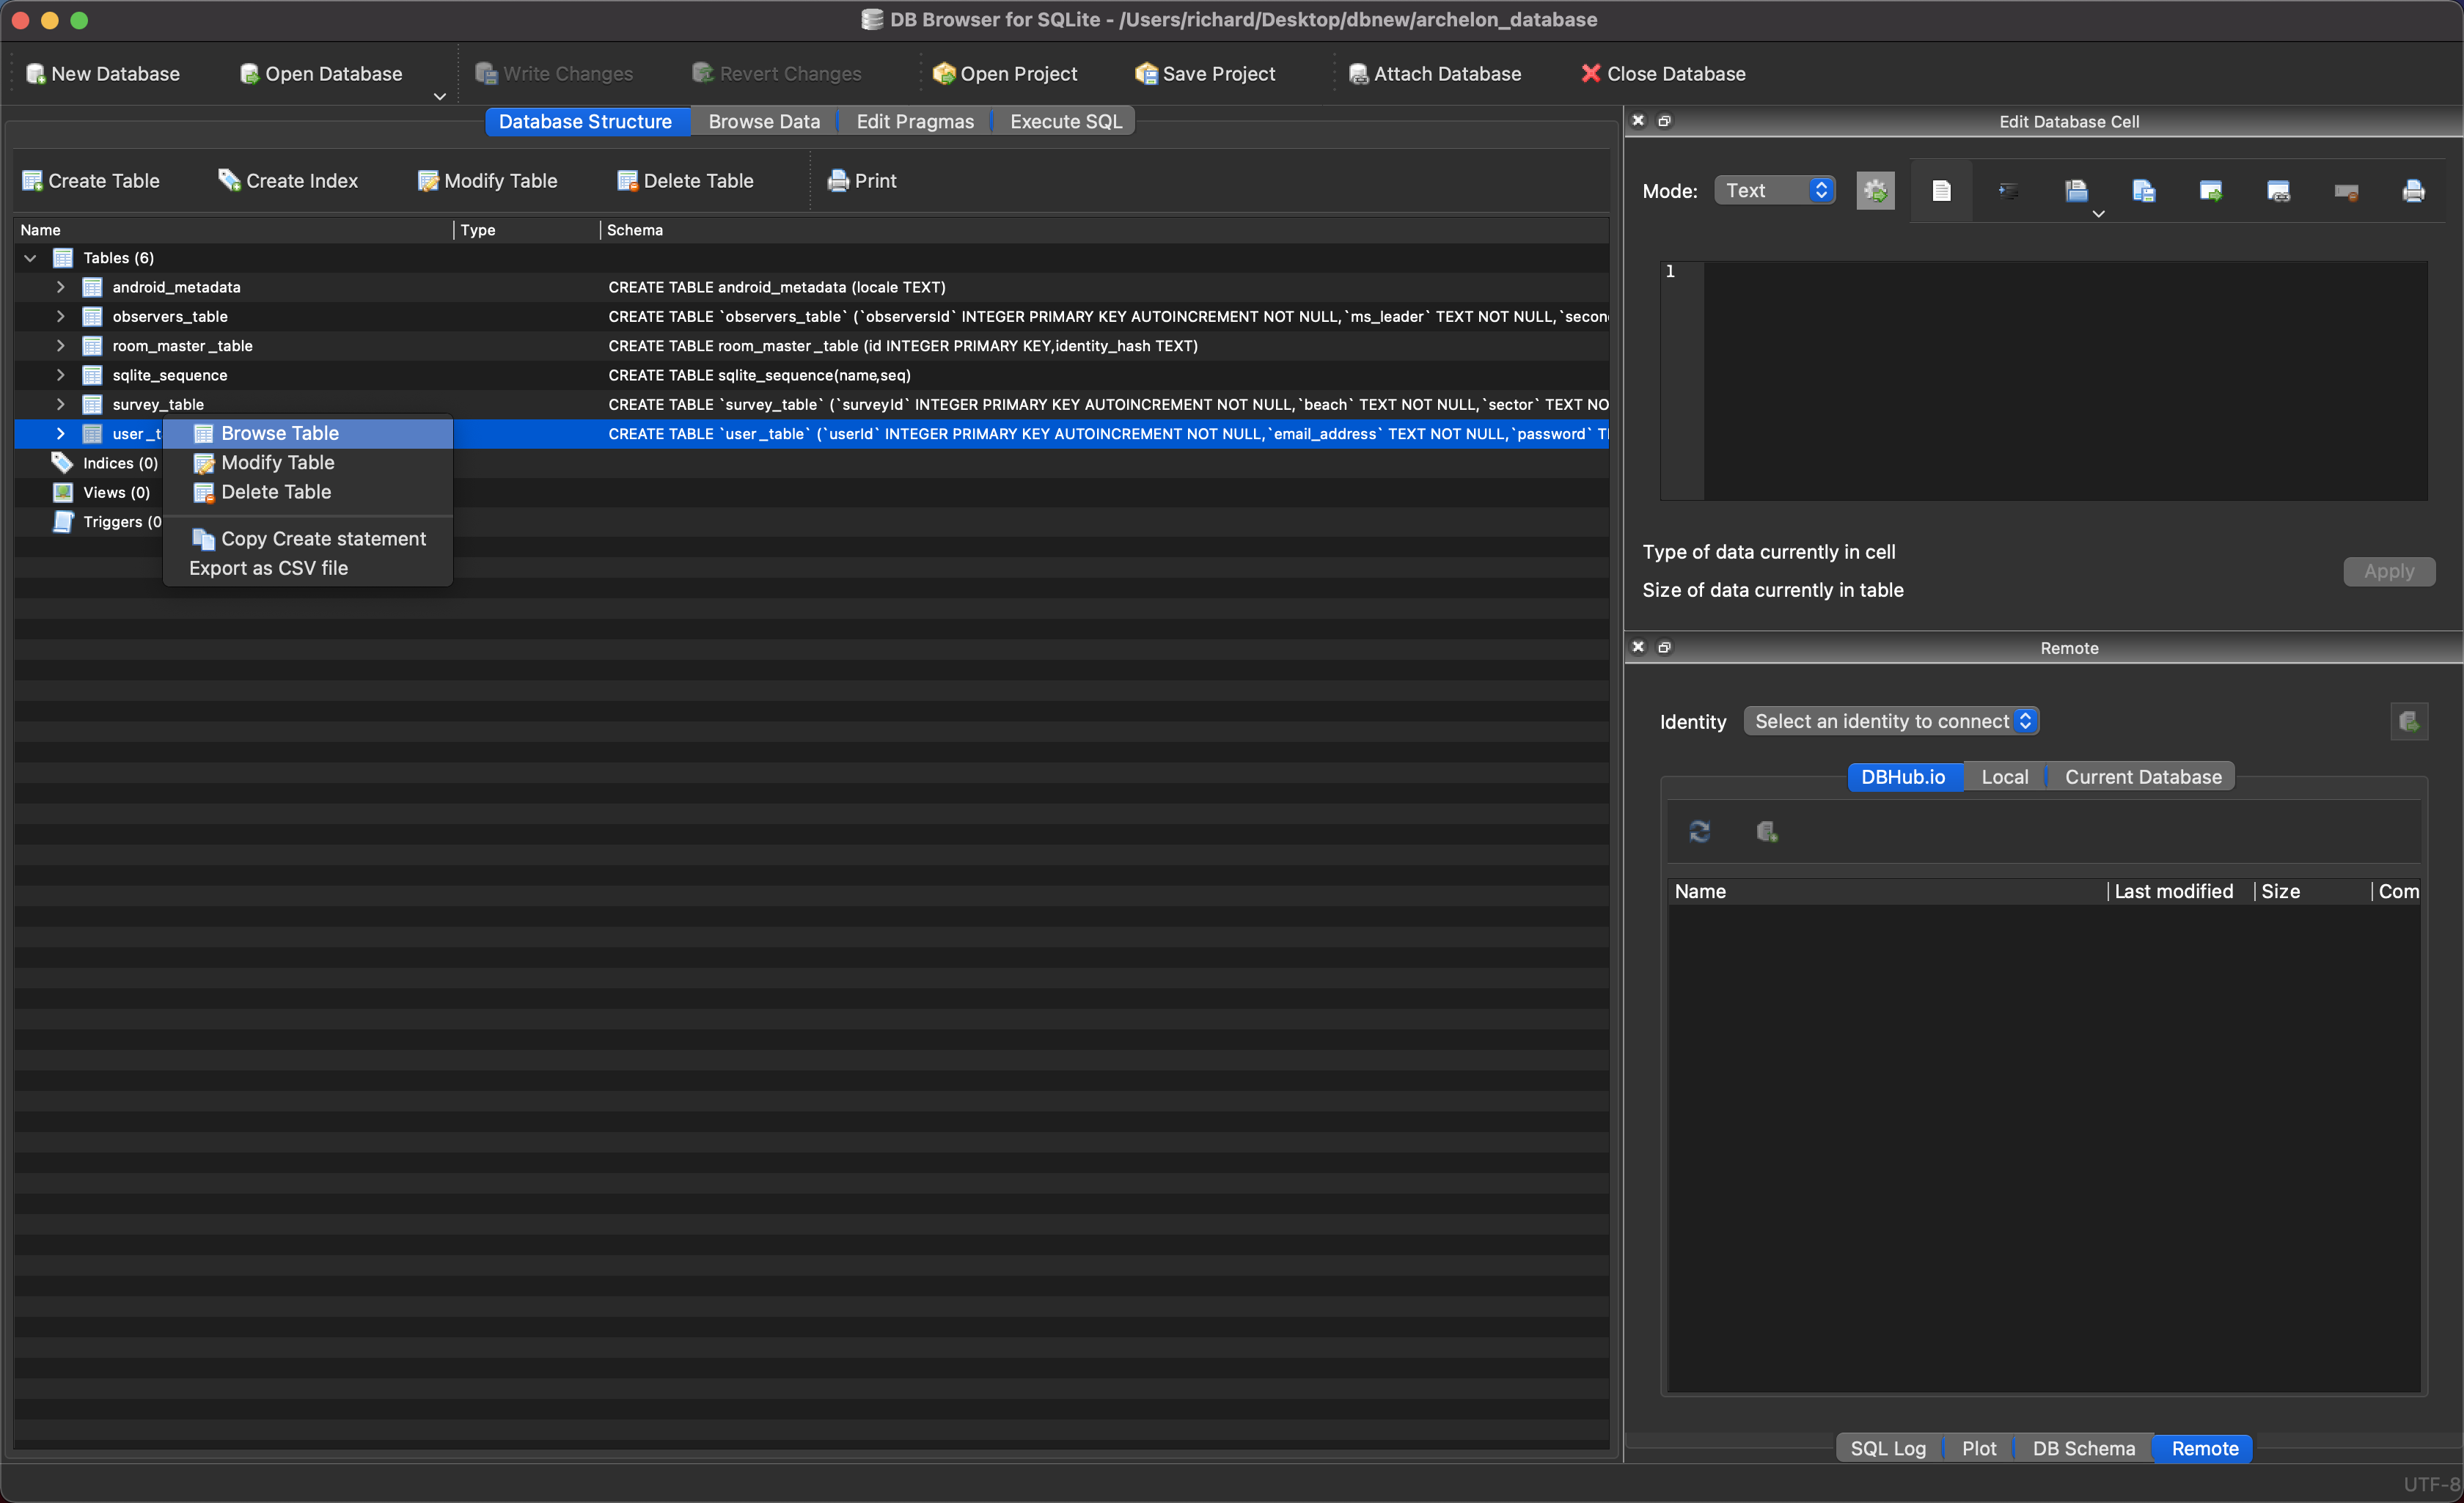 DB Browser for SQLite - /Users/richard/Desktop/dbnew/archelon_database
New Database Open Database Write Changes Revert Changes Open Project Save Project Attach Database Close Database
Database Structure Browse Data Edit Pragmas Execute SQL
Create Table Create Index Modify Table Delete Table Print
Name Type Schema
Tables (6)
android_metadata CREATE TABLE android_metadata (locale TEXT)
observers_table CREATE TABLE `observers_table` (`observersId` INTEGER PRIMARY KEY AUTOINCREMENT NOT NULL,`ms_leader` TEXT NOT NULL,`secon
room_master_table CREATE TABLE room_master_table (id INTEGER PRIMARY KEY,identity_hash TEXT)
sqlite_sequence CREATE TABLE sqlite_sequence(name,seq)
survey_table CREATE TABLE `survey_table` (`surveyId` INTEGER PRIMARY KEY AUTOINCREMENT NOT NULL,`beach` TEXT NOT NULL,`sector` TEXT NO
user_t CREATE TABLE `user_table` (`userId` INTEGER PRIMARY KEY AUTOINCREMENT NOT NULL,`email_address` TEXT NOT NULL,`password` T
Indices (0)
Views (0)
Triggers (0
Browse Table
Modify Table
Delete Table
Copy Create statement
Export as CSV file
Edit Database Cell
Mode: Text
1
Type of data currently in cell
Size of data currently in table
Apply
Remote
Identity Select an identity to connect
DBHub.io Local Current Database
Name Last modified Size Com
SQL Log Plot DB Schema Remote
UTF-8